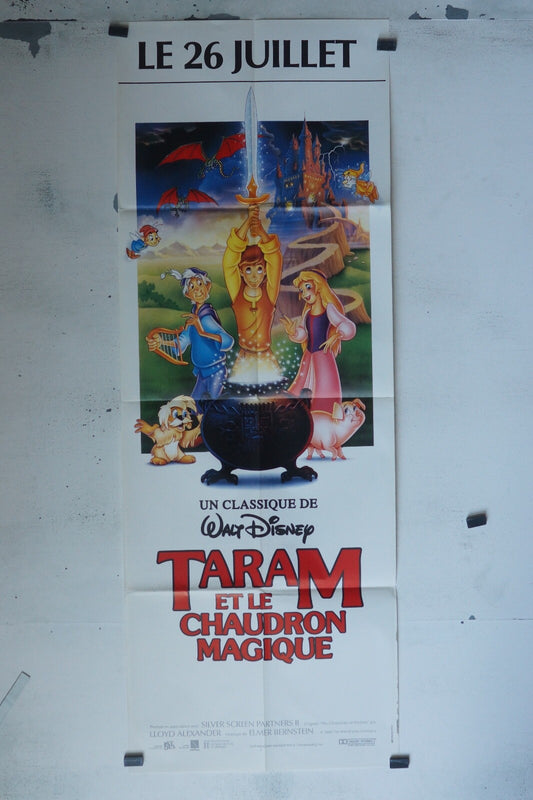 LE 26 JUILLET
UN CLASSIQUE DE
WALT DISNEY
TARAM
ET LE
CHAUDRON
MAGIQUE
SILVER SCREEN PARTNERS II
LLOYD ALEXANDER ELMER BERNSTEIN